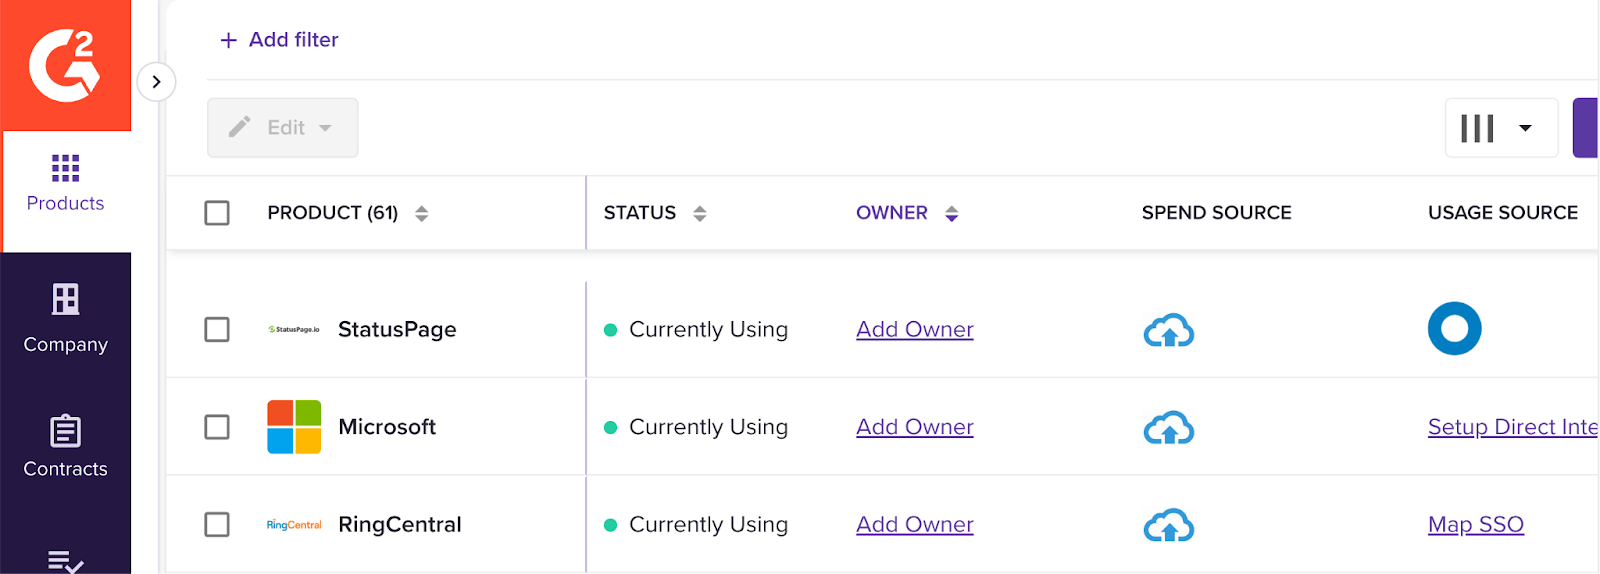 G2
+ Add filter
Edit
Products
PRODUCT (61) STATUS OWNER SPEND SOURCE USAGE SOURCE
StatusPage.io StatusPage Currently Using Add Owner
Company
Microsoft Currently Using Add Owner Setup Direct Inte
Contracts
RingCentral RingCentral Currently Using Add Owner Map SSO